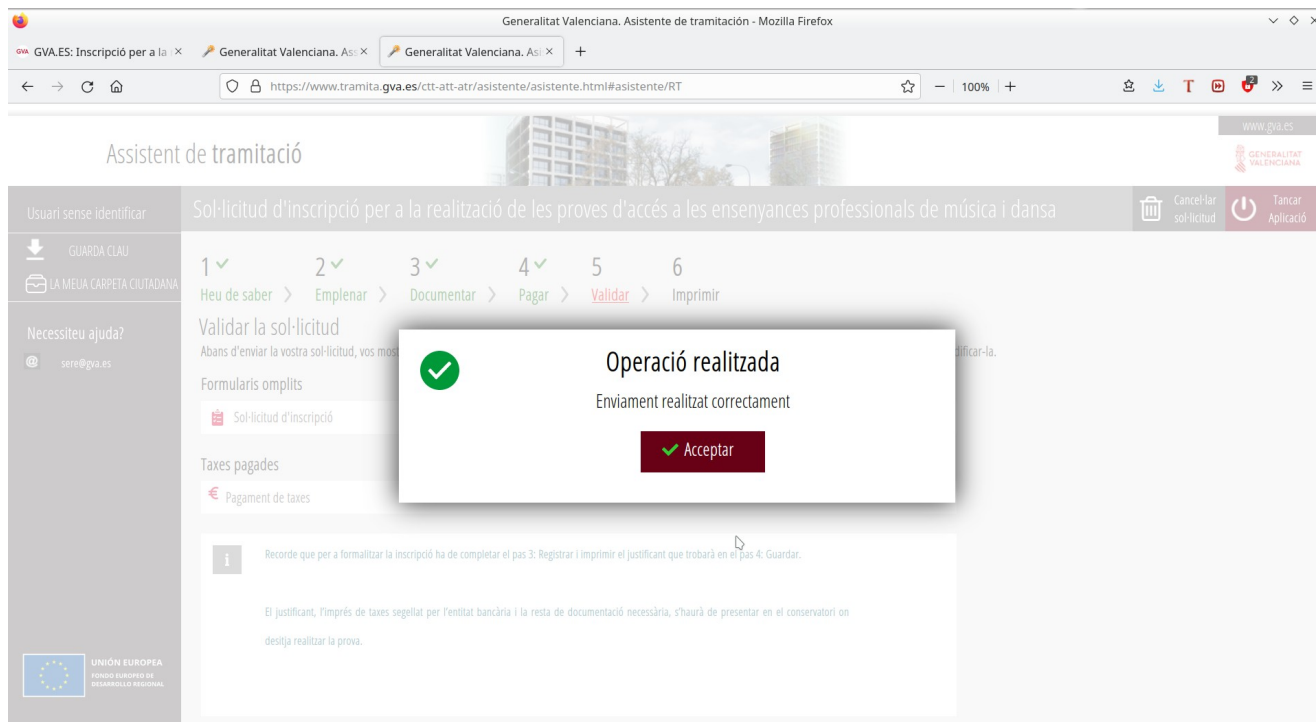 Generalitat Valenciana. Asistente de tramitación - Mozilla Firefox
GVA GVA.ES: Inscripció per a la
Generalitat Valenciana. Ass
Generalitat Valenciana. Asi
https://www.tramita.gva.es/ctt-att-atr/asistente/asistente.html#asistente/RT
100%
2
www.gva.es
Assistent de tramitació
GENERALITAT
VALENCIANA
Usuari sense identificar
Sol·licitud d'inscripció per a la realització de les proves d'accés a les ensenyances professionals de música i dansa
Cancel·lar
sol·licitud
Tancar
Aplicació
GUARDA CLAU
LA MEUA CARPETA CIUTADANA
Necessiteu ajuda?
sere@gva.es
1 2 3 4 5 6
Heu de saber Emplenar Documentar Pagar Validar Imprimir
Validar la sol·licitud
Abans d'enviar la vostra sol·licitud, vos most
dificar-la.
Formularis omplits
Sol·licitud d'inscripció
Taxes pagades
€ Pagament de taxes
Operació realitzada
Enviament realitzat correctament
Acceptar
i
Recorde que per a formalitzar la inscripció ha de completar el pas 3: Registrar i imprimir el justificant que trobarà en el pas 4: Guardar.
El justificant, l'imprés de taxes segellat per l'entitat bancària i la resta de documentació necessària, s'haurà de presentar en el conservatori on
desitja realitzar la prova.
UNIÓN EUROPEA
FONDO EUROPEO DE
DESARROLLO REGIONAL